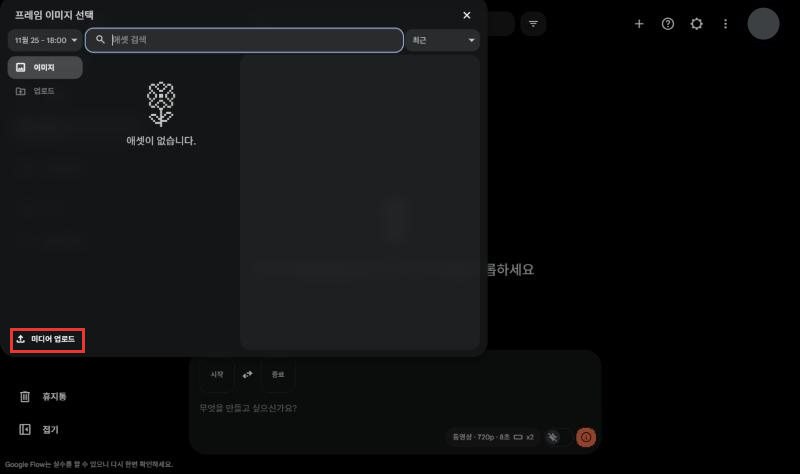 프레임 이미지 선택
11월 25 - 18:00
애셋 검색
최근
이미지
업로드
애셋이 없습니다.
롭하세요
미디어 업로드
시작
종료
무엇을 만들고 싶으신가요?
휴지통
접기
동영상 · 720p · 8초 x2
Google Flow는 실수를 할 수 있으니 다시 한번 확인하세요.